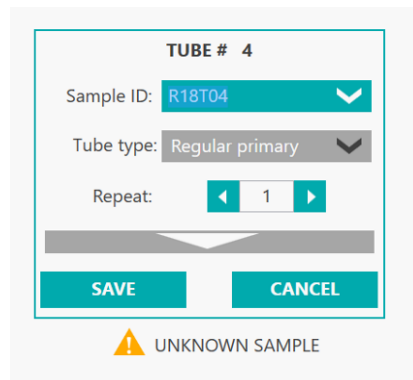 TUBE # 4
Sample ID: R18T04
Tube type: Regular primary
Repeat: 1
SAVE CANCEL
UNKNOWN SAMPLE